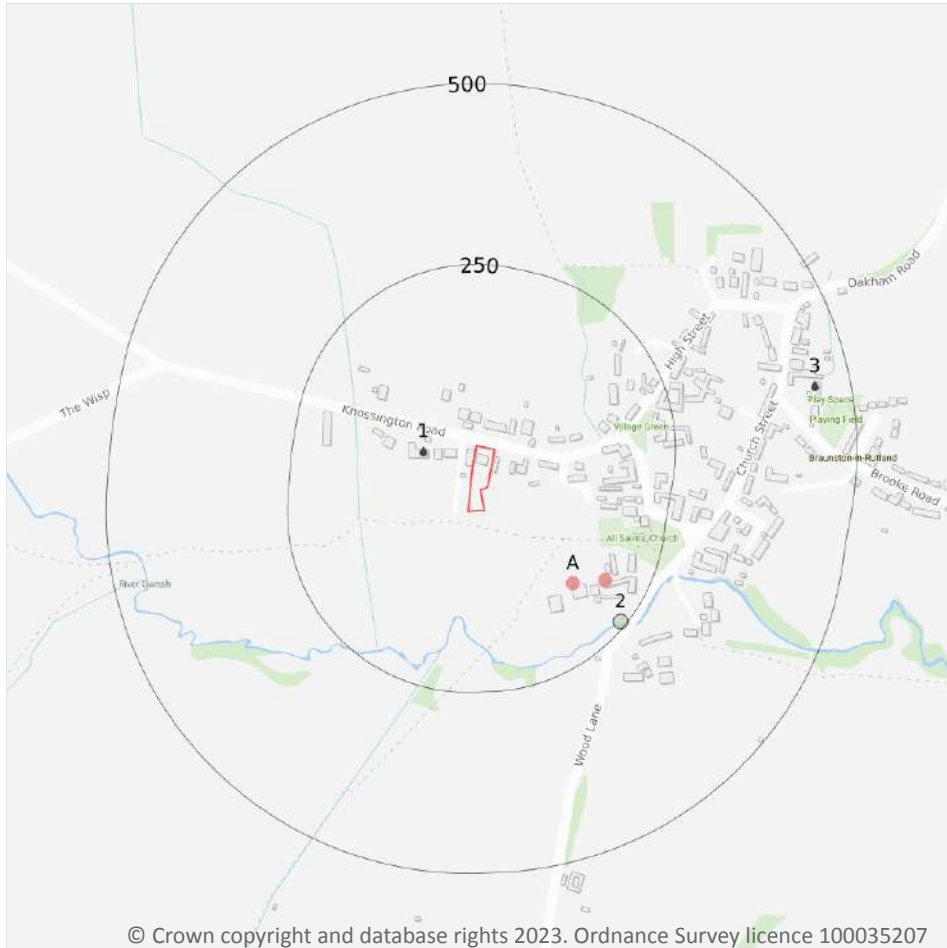 500
250
Oakham Road
High Street
3
The Wisp
Knossington Road
Play Space
Playing Field
1
Village Green
Church Street
Braunston-in-Rutland
Brooke Road
All Saints' Church
A
River Gwash
2
Wood Lane
© Crown copyright and database rights 2023. Ordnance Survey licence 100035207